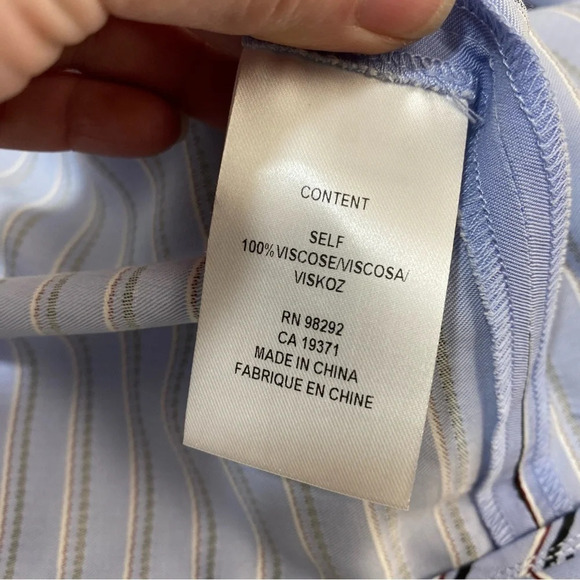 CONTENT
SELF
100% VISCOSE/VISCOSA/
VISKOZ
RN 98292
CA 19371
MADE IN CHINA
FABRIQUE EN CHINE